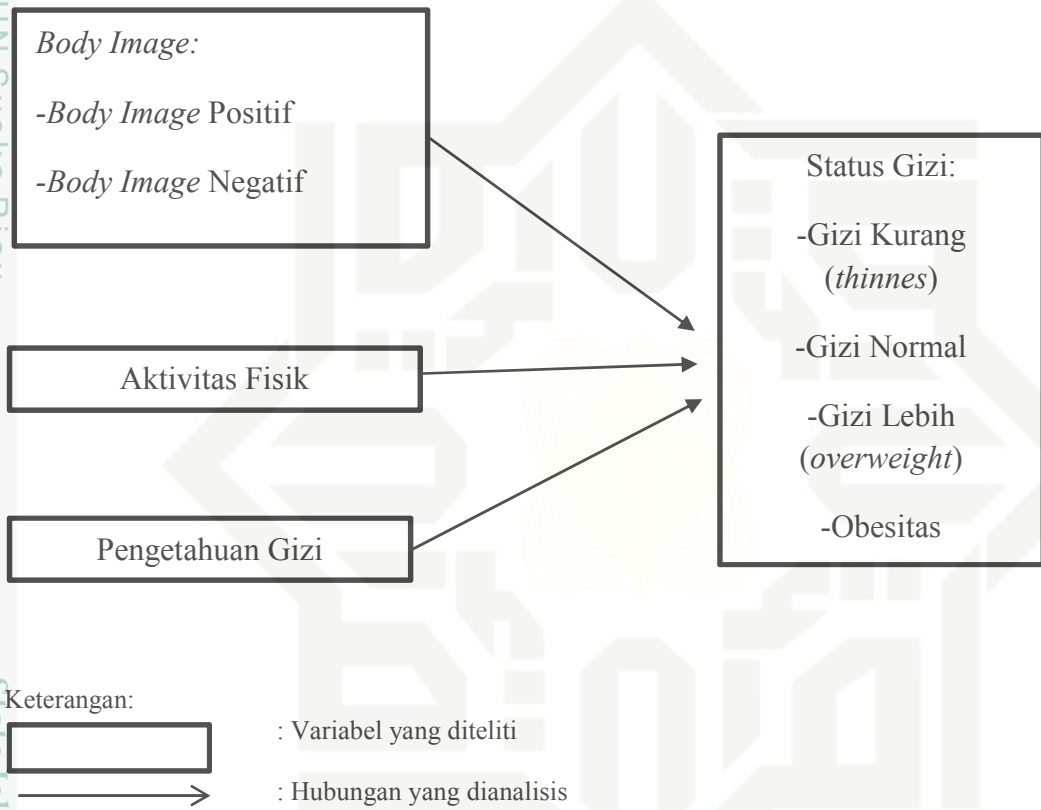 Body Image:
-Body Image Positif
-Body Image Negatif
Aktivitas Fisik
Pengetahuan Gizi
Status Gizi:
-Gizi Kurang
(thinnes)
-Gizi Normal
-Gizi Lebih
(overweight)
-Obesitas
Keterangan:
: Variabel yang diteliti
: Hubungan yang dianalisis